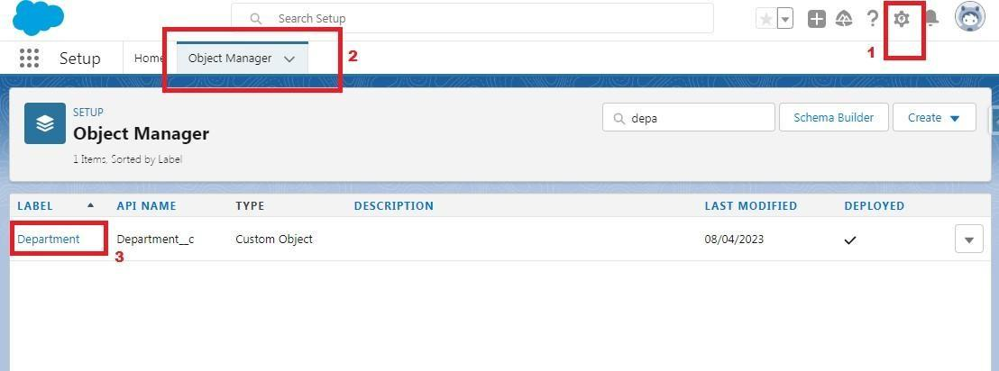 Search Setup
1
Setup
Home
Object Manager
2
SETUP
Object Manager
1 Items, Sorted by Label
depa
Schema Builder
Create
LABEL
API NAME
TYPE
DESCRIPTION
LAST MODIFIED
DEPLOYED
Department
Department__c
Custom Object
08/04/2023
3